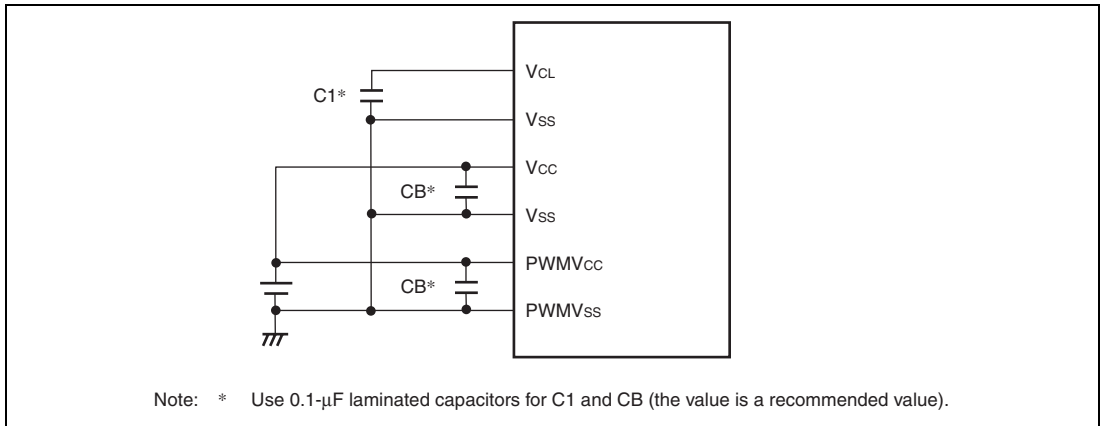 VCL
C1*
VSS
VCC
CB*
VSS
PWMVCC
CB*
PWMVSS
Note: * Use 0.1-μF laminated capacitors for C1 and CB (the value is a recommended value).